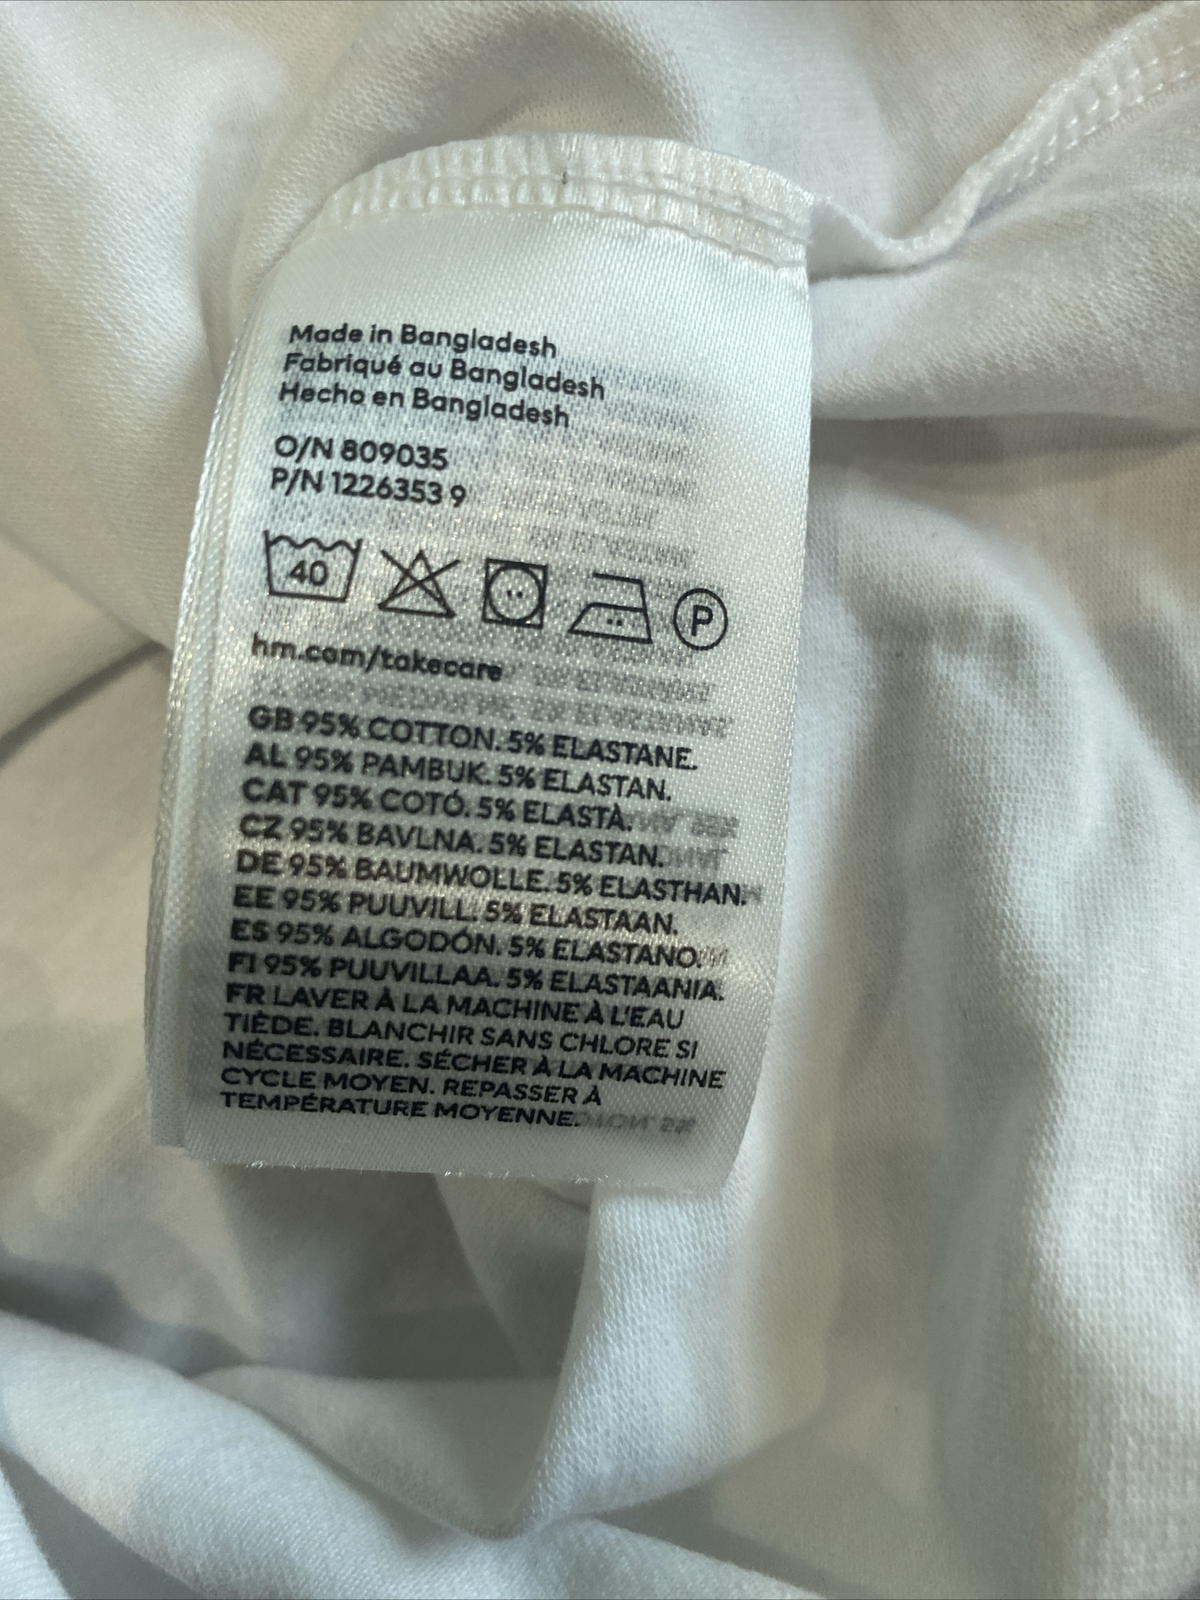 Made in Bangladesh
Fabriqué au Bangladesh
Hecho en Bangladesh
O/N 809035
P/N 1226353 9
40 P
hm.com/takecare
GB 95% COTTON. 5% ELASTANE.
AL 95% PAMBUK. 5% ELASTAN.
CAT 95% COTÓ. 5% ELASTÀ.
CZ 95% BAVLNA. 5% ELASTAN.
DE 95% BAUMWOLLE. 5% ELASTHAN.
EE 95% PUUVILL. 5% ELASTAAN.
ES 95% ALGODÓN. 5% ELASTANO.
FI 95% PUUVILLAA. 5% ELASTAANIA.
FR LAVER À LA MACHINE À L'EAU
TIÈDE. BLANCHIR SANS CHLORE SI
NÉCESSAIRE. SÉCHER À LA MACHINE
CYCLE MOYEN. REPASSER À
TEMPÉRATURE MOYENNE.